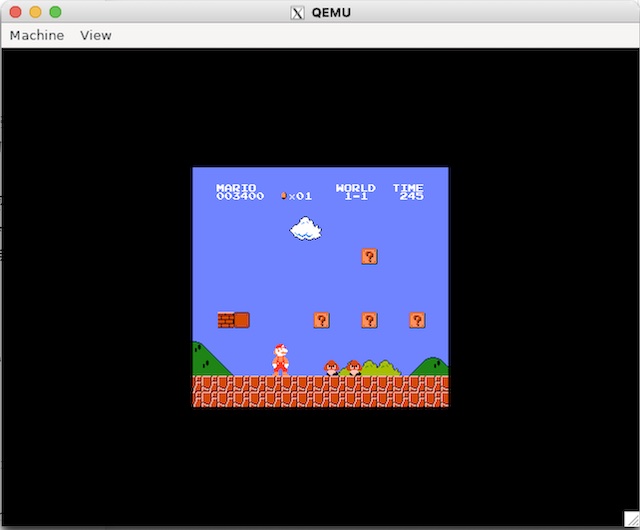 QEMU
Machine View
MARIO WORLD TIME
003400 x01 1-1 245
? 
? ? ?